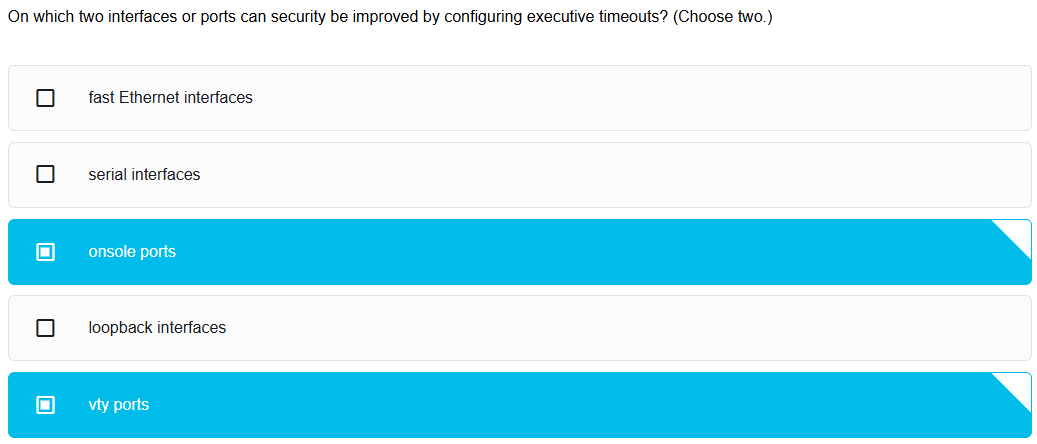 On which two interfaces or ports can security be improved by configuring executive timeouts? (Choose two.)
fast Ethernet interfaces
serial interfaces
onsole ports
loopback interfaces
vty ports